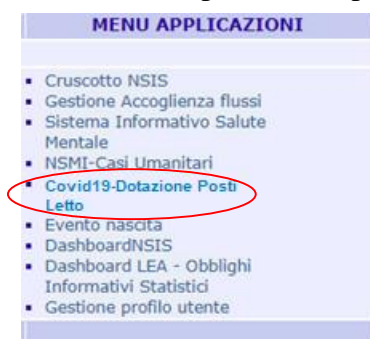 MENU APPLICAZIONI
Cruscotto NSIS
Gestione Accoglienza flussi
Sistema Informativo Salute
Mentale
NSMI-Casi Umanitari
Covid19-Dotazione Posti
Letto
Evento nascita
DashboardNSIS
Dashboard LEA - Obblighi
Informativi Statistici
Gestione profilo utente